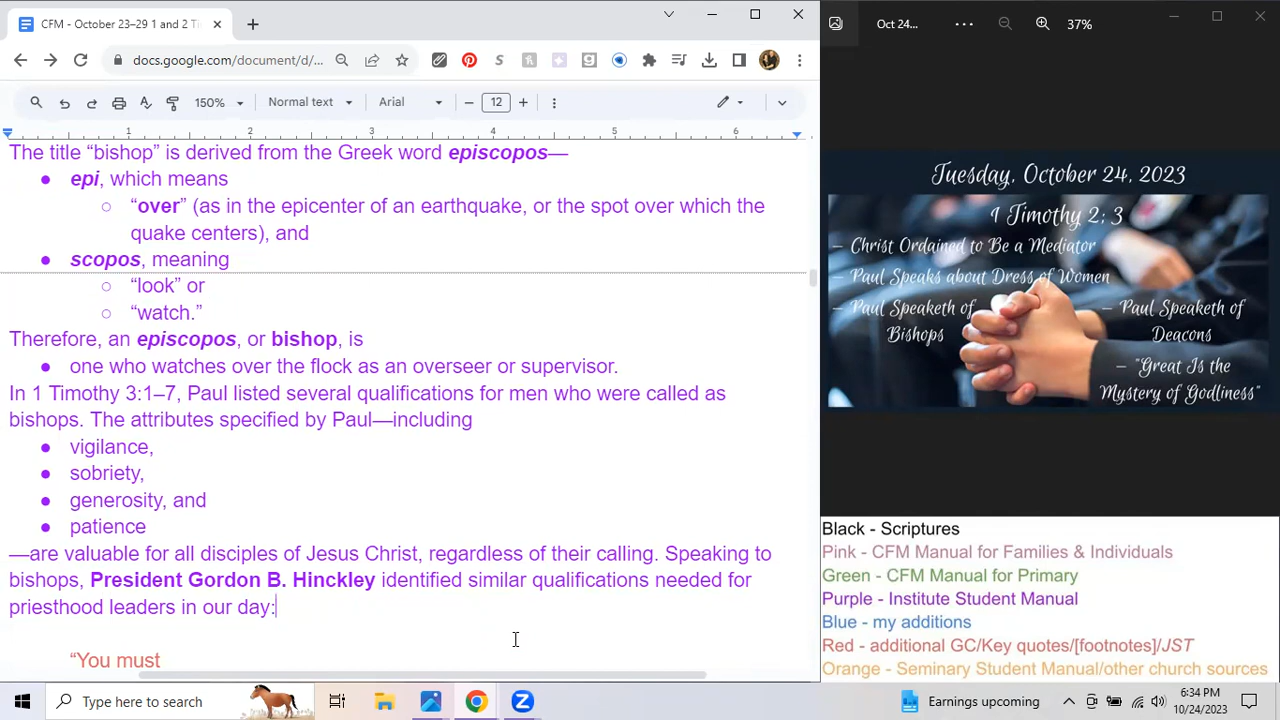 CFM - October 23–29 1 and 2 Ti
docs.google.com/document/d/...
150%
Normal text
Arial
12
1 2 3 4 5 6
The title “bishop” is derived from the Greek word episcopos—
● epi, which means
○ “over” (as in the epicenter of an earthquake, or the spot over which the
quake centers), and
● scopos, meaning
○ “look” or
○ “watch.”
Therefore, an episcopos, or bishop, is
● one who watches over the flock as an overseer or supervisor.
In 1 Timothy 3:1–7, Paul listed several qualifications for men who were called as
bishops. The attributes specified by Paul—including
● vigilance,
● sobriety,
● generosity, and
● patience
—are valuable for all disciples of Jesus Christ, regardless of their calling. Speaking to
bishops, President Gordon B. Hinckley identified similar qualifications needed for
priesthood leaders in our day:
“You must
Oct 24...
37%
Tuesday, October 24, 2023
1 Timothy 2; 3
– Christ Ordained to Be a Mediator
– Paul Speaks about Dress of Women
– Paul Speaketh of
Bishops
– Paul Speaketh of
Deacons
– "Great Is the
Mystery of Godliness"
Black - Scriptures
Pink - CFM Manual for Families & Individuals
Green - CFM Manual for Primary
Purple - Institute Student Manual
Blue - my additions
Red - additional GC/Key quotes/[footnotes]/JST
Orange - Seminary Student Manual/other church sources
Type here to search
Earnings upcoming
6:34 PM
10/24/2023